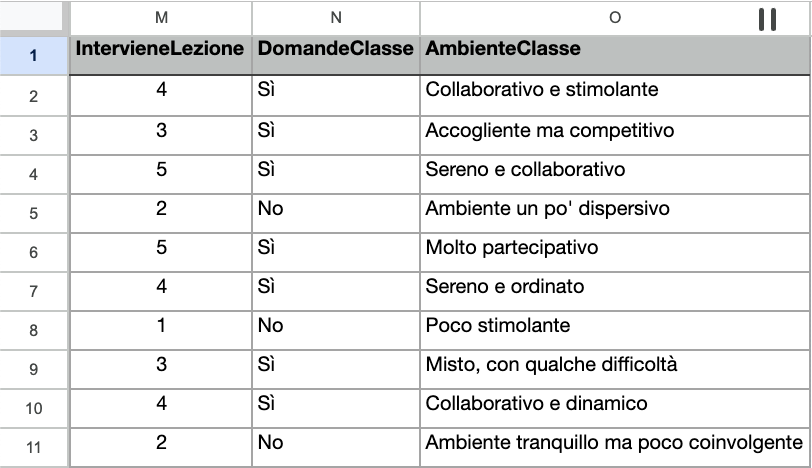 M N O
1 IntervieneLezione DomandeClasse AmbienteClasse
2 4 Sì Collaborativo e stimolante
3 3 Sì Accogliente ma competitivo
4 5 Sì Sereno e collaborativo
5 2 No Ambiente un po' dispersivo
6 5 Sì Molto partecipativo
7 4 Sì Sereno e ordinato
8 1 No Poco stimolante
9 3 Sì Misto, con qualche difficoltà
10 4 Sì Collaborativo e dinamico
11 2 No Ambiente tranquillo ma poco coinvolgente